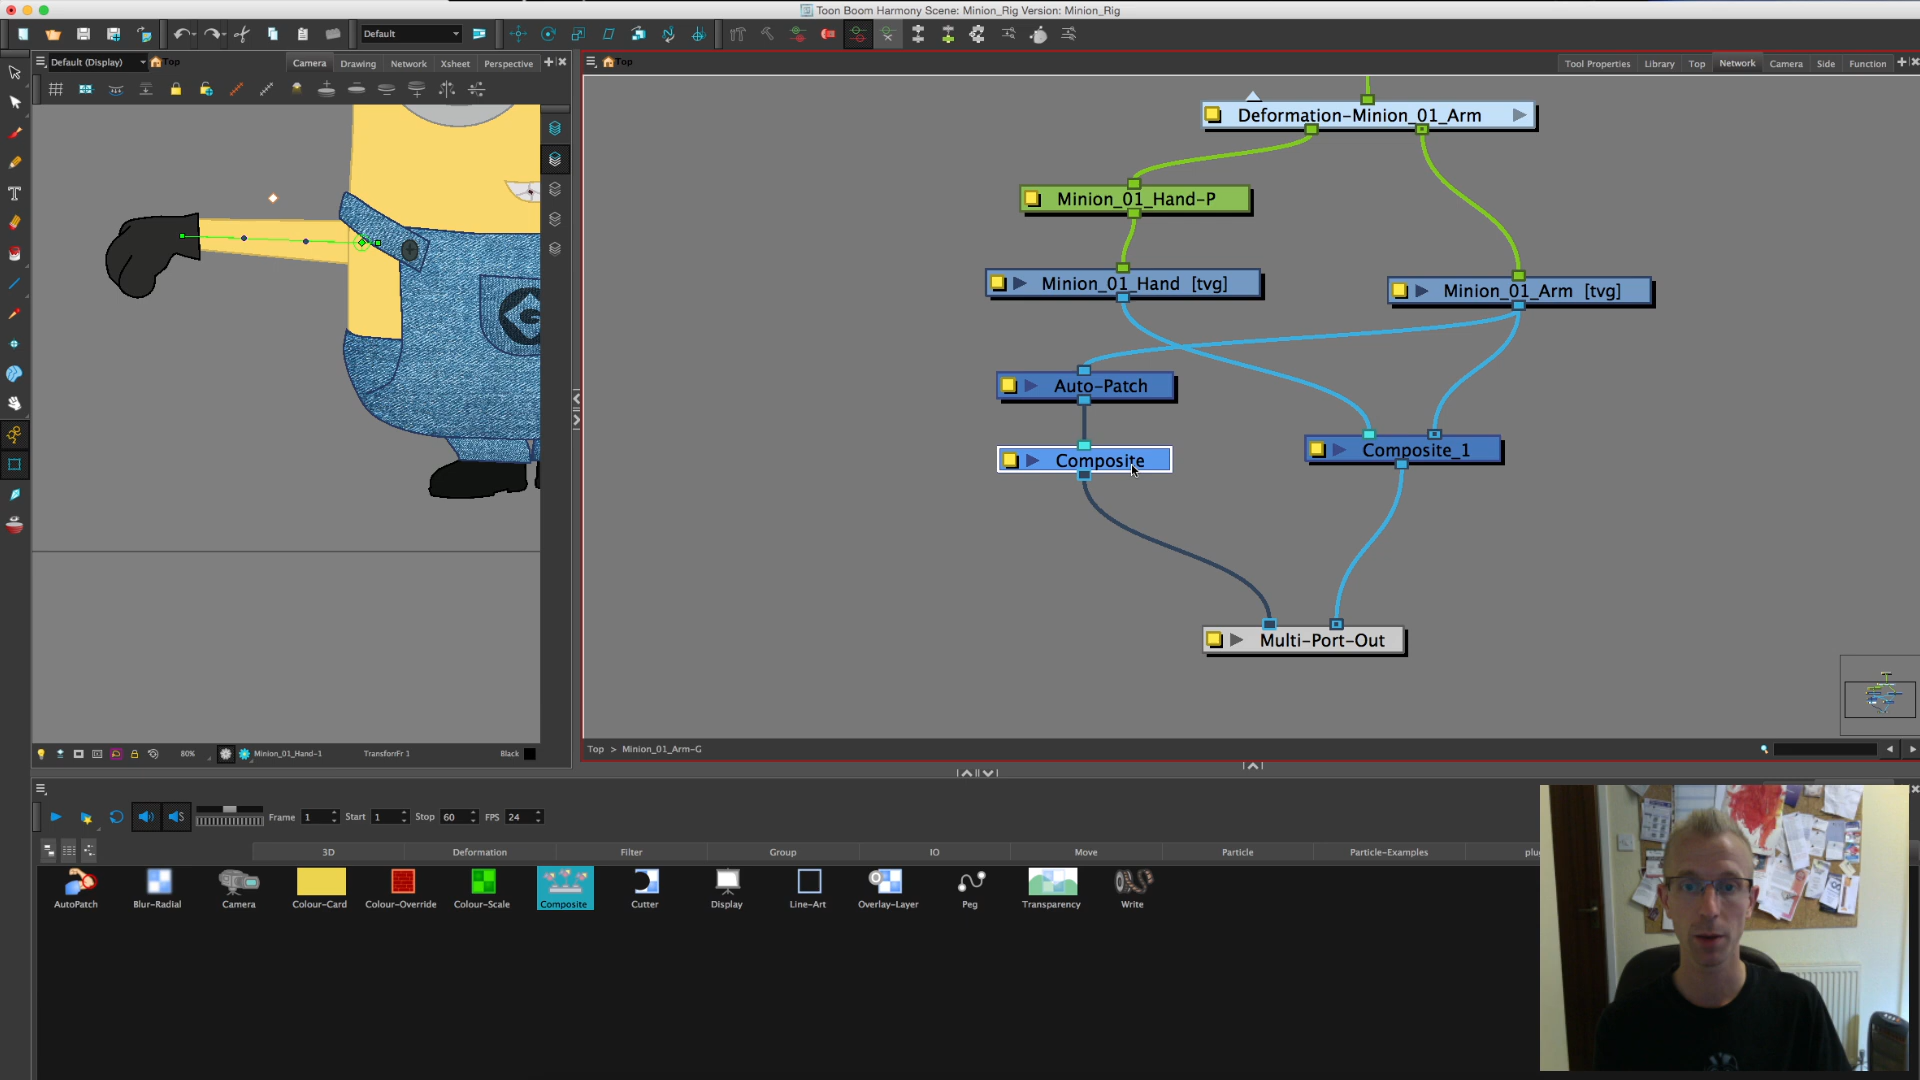 Toon Boom Harmony Scene: Minion_Rig Version: Minion_Rig
Default
Default (Display)
Top
Camera
Drawing
Network
Xsheet
Perspective
Top
Tool Properties
Library
Top
Network
Camera
Side
Function
Deformation-Minion_01_Arm
Minion_01_Hand-P
Minion_01_Hand [tvg]
Minion_01_Arm [tvg]
Auto-Patch
Composite
Composite_1
Multi-Port-Out
80%
Minion_01_Hand-1
TransforFr 1
Black
Top > Minion_01_Arm-G
Frame 1
Start 1
Stop 60
FPS 24
3D
Deformation
Filter
Group
IO
Move
Particle
Particle-Examples
plu
AutoPatch
Blur-Radial
Camera
Colour-Card
Colour-Override
Colour-Scale
Composite
Cutter
Display
Line-Art
Overlay-Layer
Peg
Transparency
Write